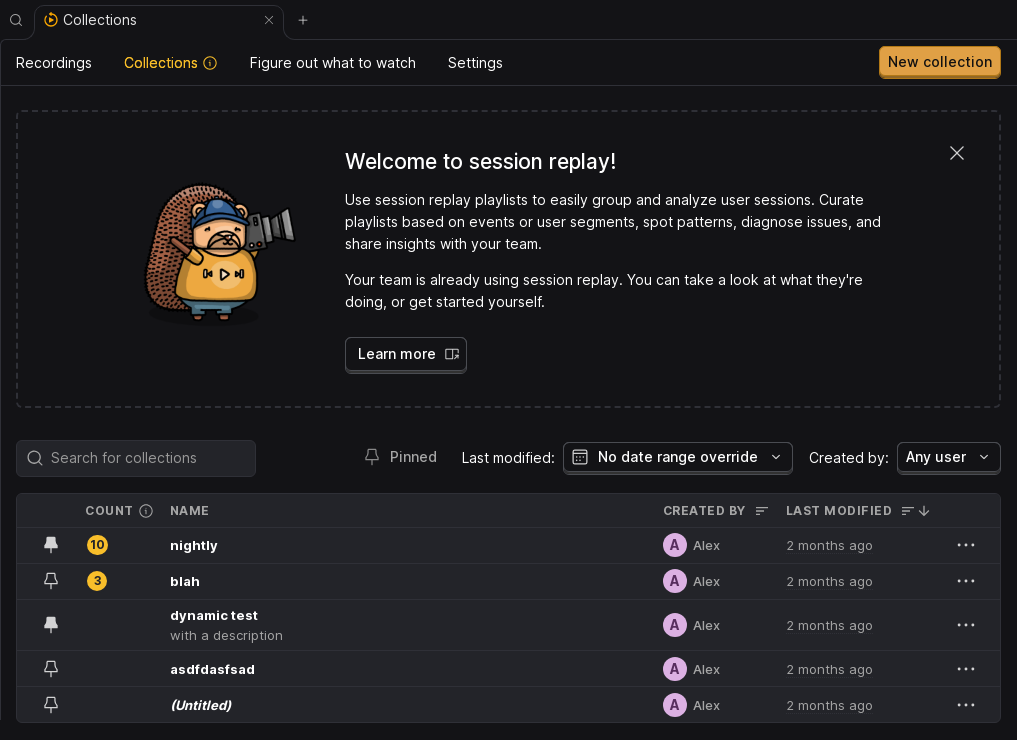 Collections
Recordings Collections Figure out what to watch Settings New collection
Welcome to session replay!
Use session replay playlists to easily group and analyze user sessions. Curate
playlists based on events or user segments, spot patterns, diagnose issues, and
share insights with your team.
Your team is already using session replay. You can take a look at what they're
doing, or get started yourself.
Learn more
Search for collections Pinned Last modified: No date range override Created by: Any user
COUNT NAME CREATED BY LAST MODIFIED
10 nightly A Alex 2 months ago
3 blah A Alex 2 months ago
dynamic test
with a description A Alex 2 months ago
asdfdasfsad A Alex 2 months ago
(Untitled) A Alex 2 months ago